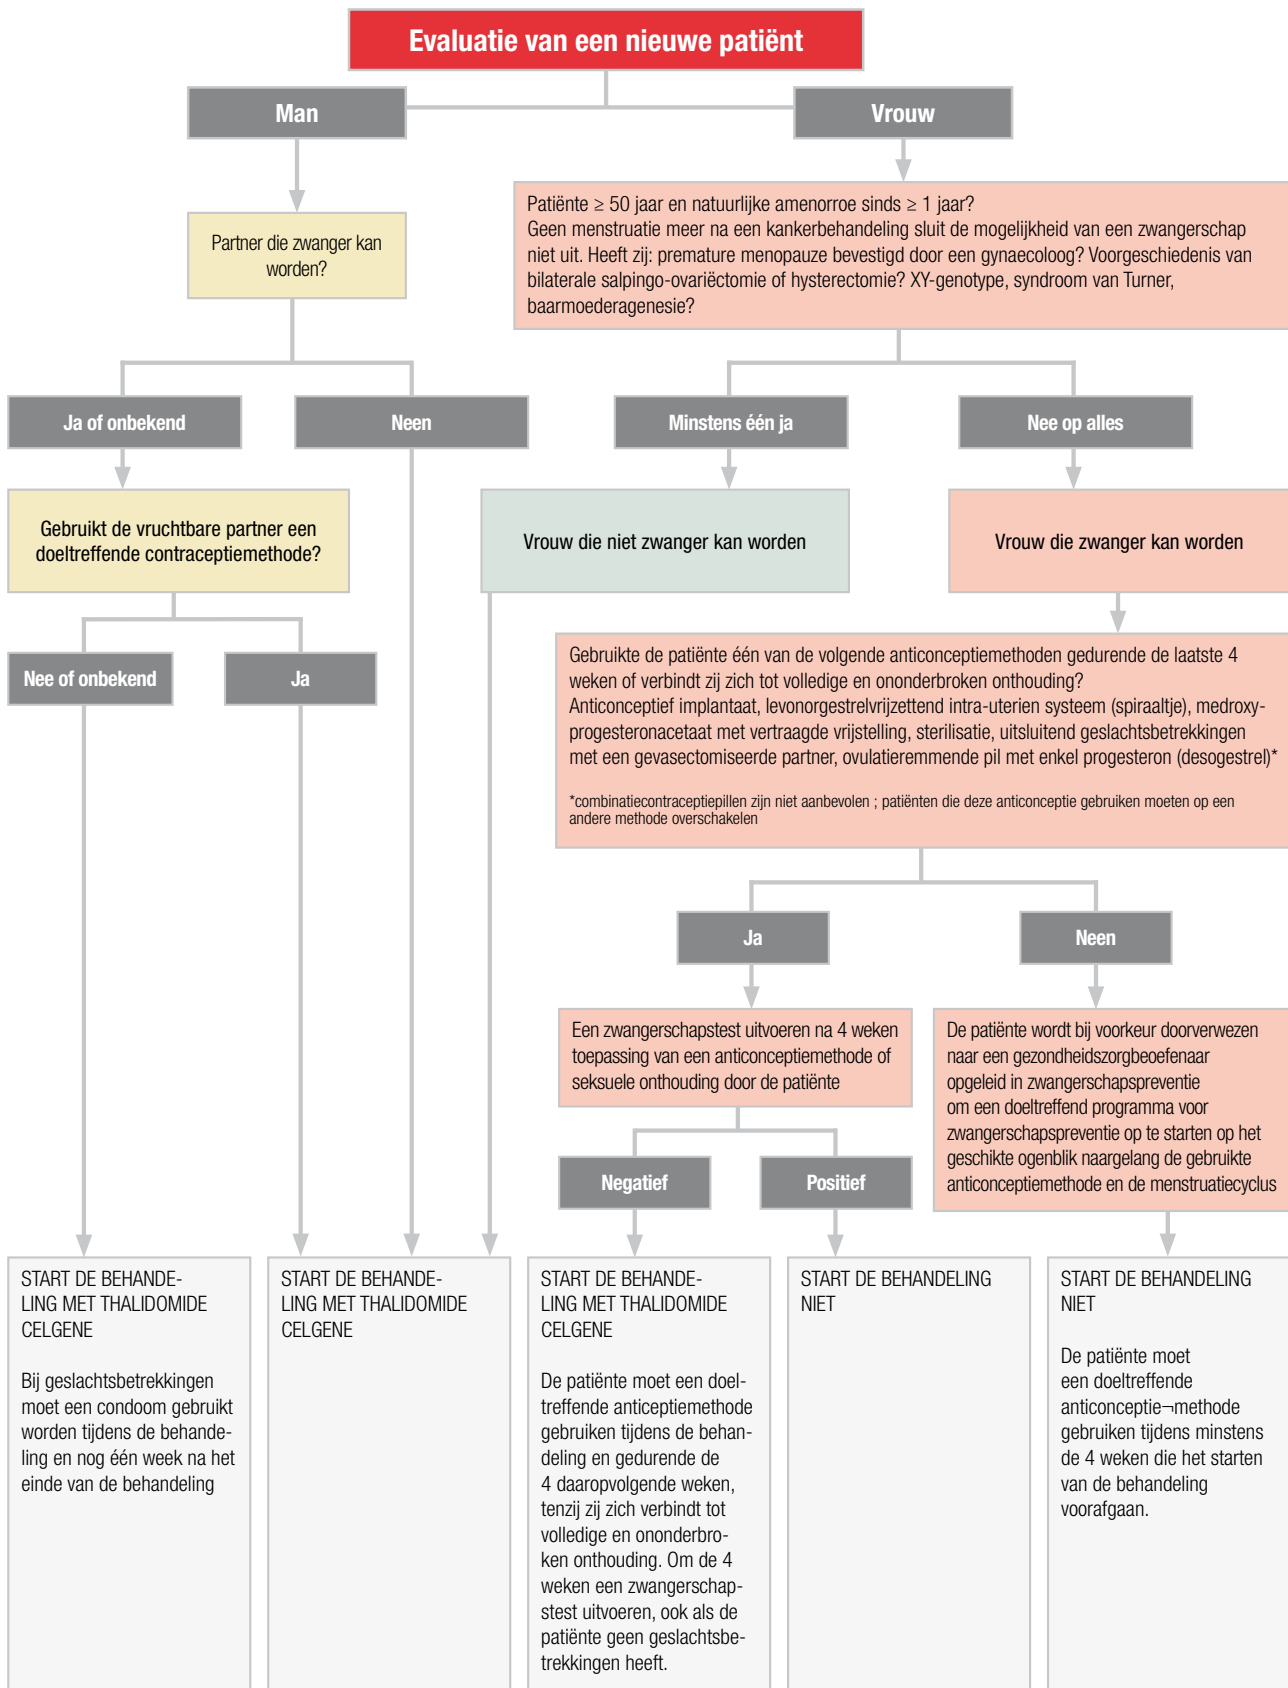 Evaluatie van een nieuwe patiënt
Man
Vrouw
Partner die zwanger kan
worden?
Patiënte ≥ 50 jaar en natuurlijke amenorroe sinds ≥ 1 jaar?
Geen menstruatie meer na een kankerbehandeling sluit de mogelijkheid van een zwangerschap
niet uit. Heeft zij: premature menopauze bevestigd door een gynaecoloog? Voorgeschiedenis van
bilaterale salpingo-ovariëctomie of hysterectomie? XY-genotype, syndroom van Turner,
baarmoederagenesie?
Ja of onbekend
Neen
Minstens één ja
Nee op alles
Gebruikt de vruchtbare partner een
doeltreffende contraceptiemethode?
Vrouw die niet zwanger kan worden
Vrouw die zwanger kan worden
Nee of onbekend
Ja
Gebruikte de patiënte één van de volgende anticonceptiemethoden gedurende de laatste 4
weken of verbindt zij zich tot volledige en ononderbroken onthouding?
Anticonceptief implantaat, levonorgestrelvrijzettend intra-uterien systeem (spiraaltje), medroxy-
progesteronacetaat met vertraagde vrijstelling, sterilisatie, uitsluitend geslachtsbetrekkingen
met een gevasectomiseerde partner, ovulatieremmende pil met enkel progesteron (desogestrel)*
*combinatiecontraceptiepillen zijn niet aanbevolen ; patiënten die deze anticonceptie gebruiken moeten op een
andere methode overschakelen
Ja
Neen
Een zwangerschapstest uitvoeren na 4 weken
toepassing van een anticonceptiemethode of
seksuele onthouding door de patiënte
De patiënte wordt bij voorkeur doorverwezen
naar een gezondheidszorgbeoefenaar
opgeleid in zwangerschapspreventie
om een doeltreffend programma voor
zwangerschapspreventie op te starten op het
geschikte ogenblik naargelang de gebruikte
anticonceptiemethode en de menstruatiecyclus
Negatief
Positief
START DE BEHANDE-
LING MET THALIDOMIDE
CELGENE
Bij geslachtsbetrekkingen
moet een condoom gebruikt
worden tijdens de behande-
ling en nog één week na het
einde van de behandeling
START DE BEHANDE-
LING MET THALIDOMIDE
CELGENE
START DE BEHANDE-
LING MET THALIDOMIDE
CELGENE
De patiënte moet een doel-
treffende anticeptiemethode
gebruiken tijdens de behan-
deling en gedurende de
4 daaropvolgende weken,
tenzij zij zich verbindt tot
volledige en ononderbro-
ken onthouding. Om de 4
weken een zwangerschap-
stest uitvoeren, ook als de
patiënte geen geslachtsbe-
trekkingen heeft.
START DE BEHANDELING
NIET
START DE BEHANDELING
NIET
De patiënte moet
een doeltreffende
anticonceptie¬methode
gebruiken tijdens minstens
de 4 weken die het starten
van de behandeling
voorafgaan.